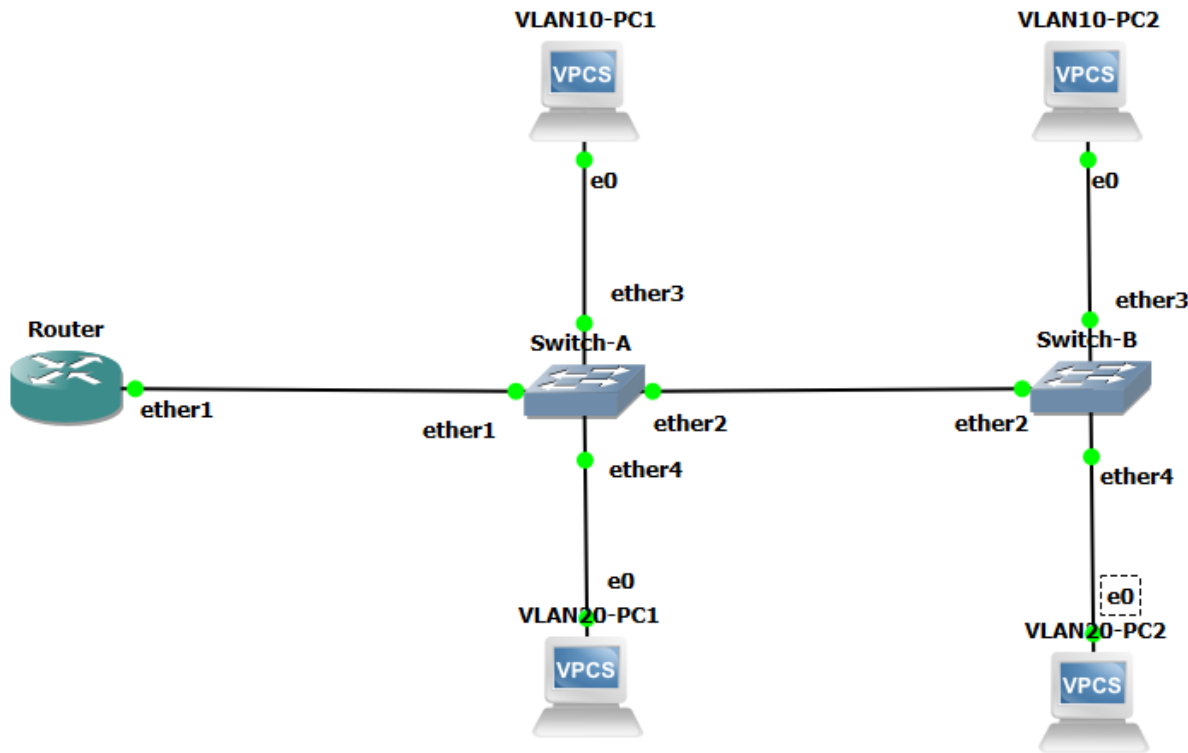 VLAN10-PC1
VLAN10-PC2
VPCS
VPCS
e0
e0
ether3
ether3
Router
Switch-A
Switch-B
ether1
ether1
ether2
ether2
ether4
ether4
e0
e0
VLAN20-PC1
VLAN20-PC2
VPCS
VPCS